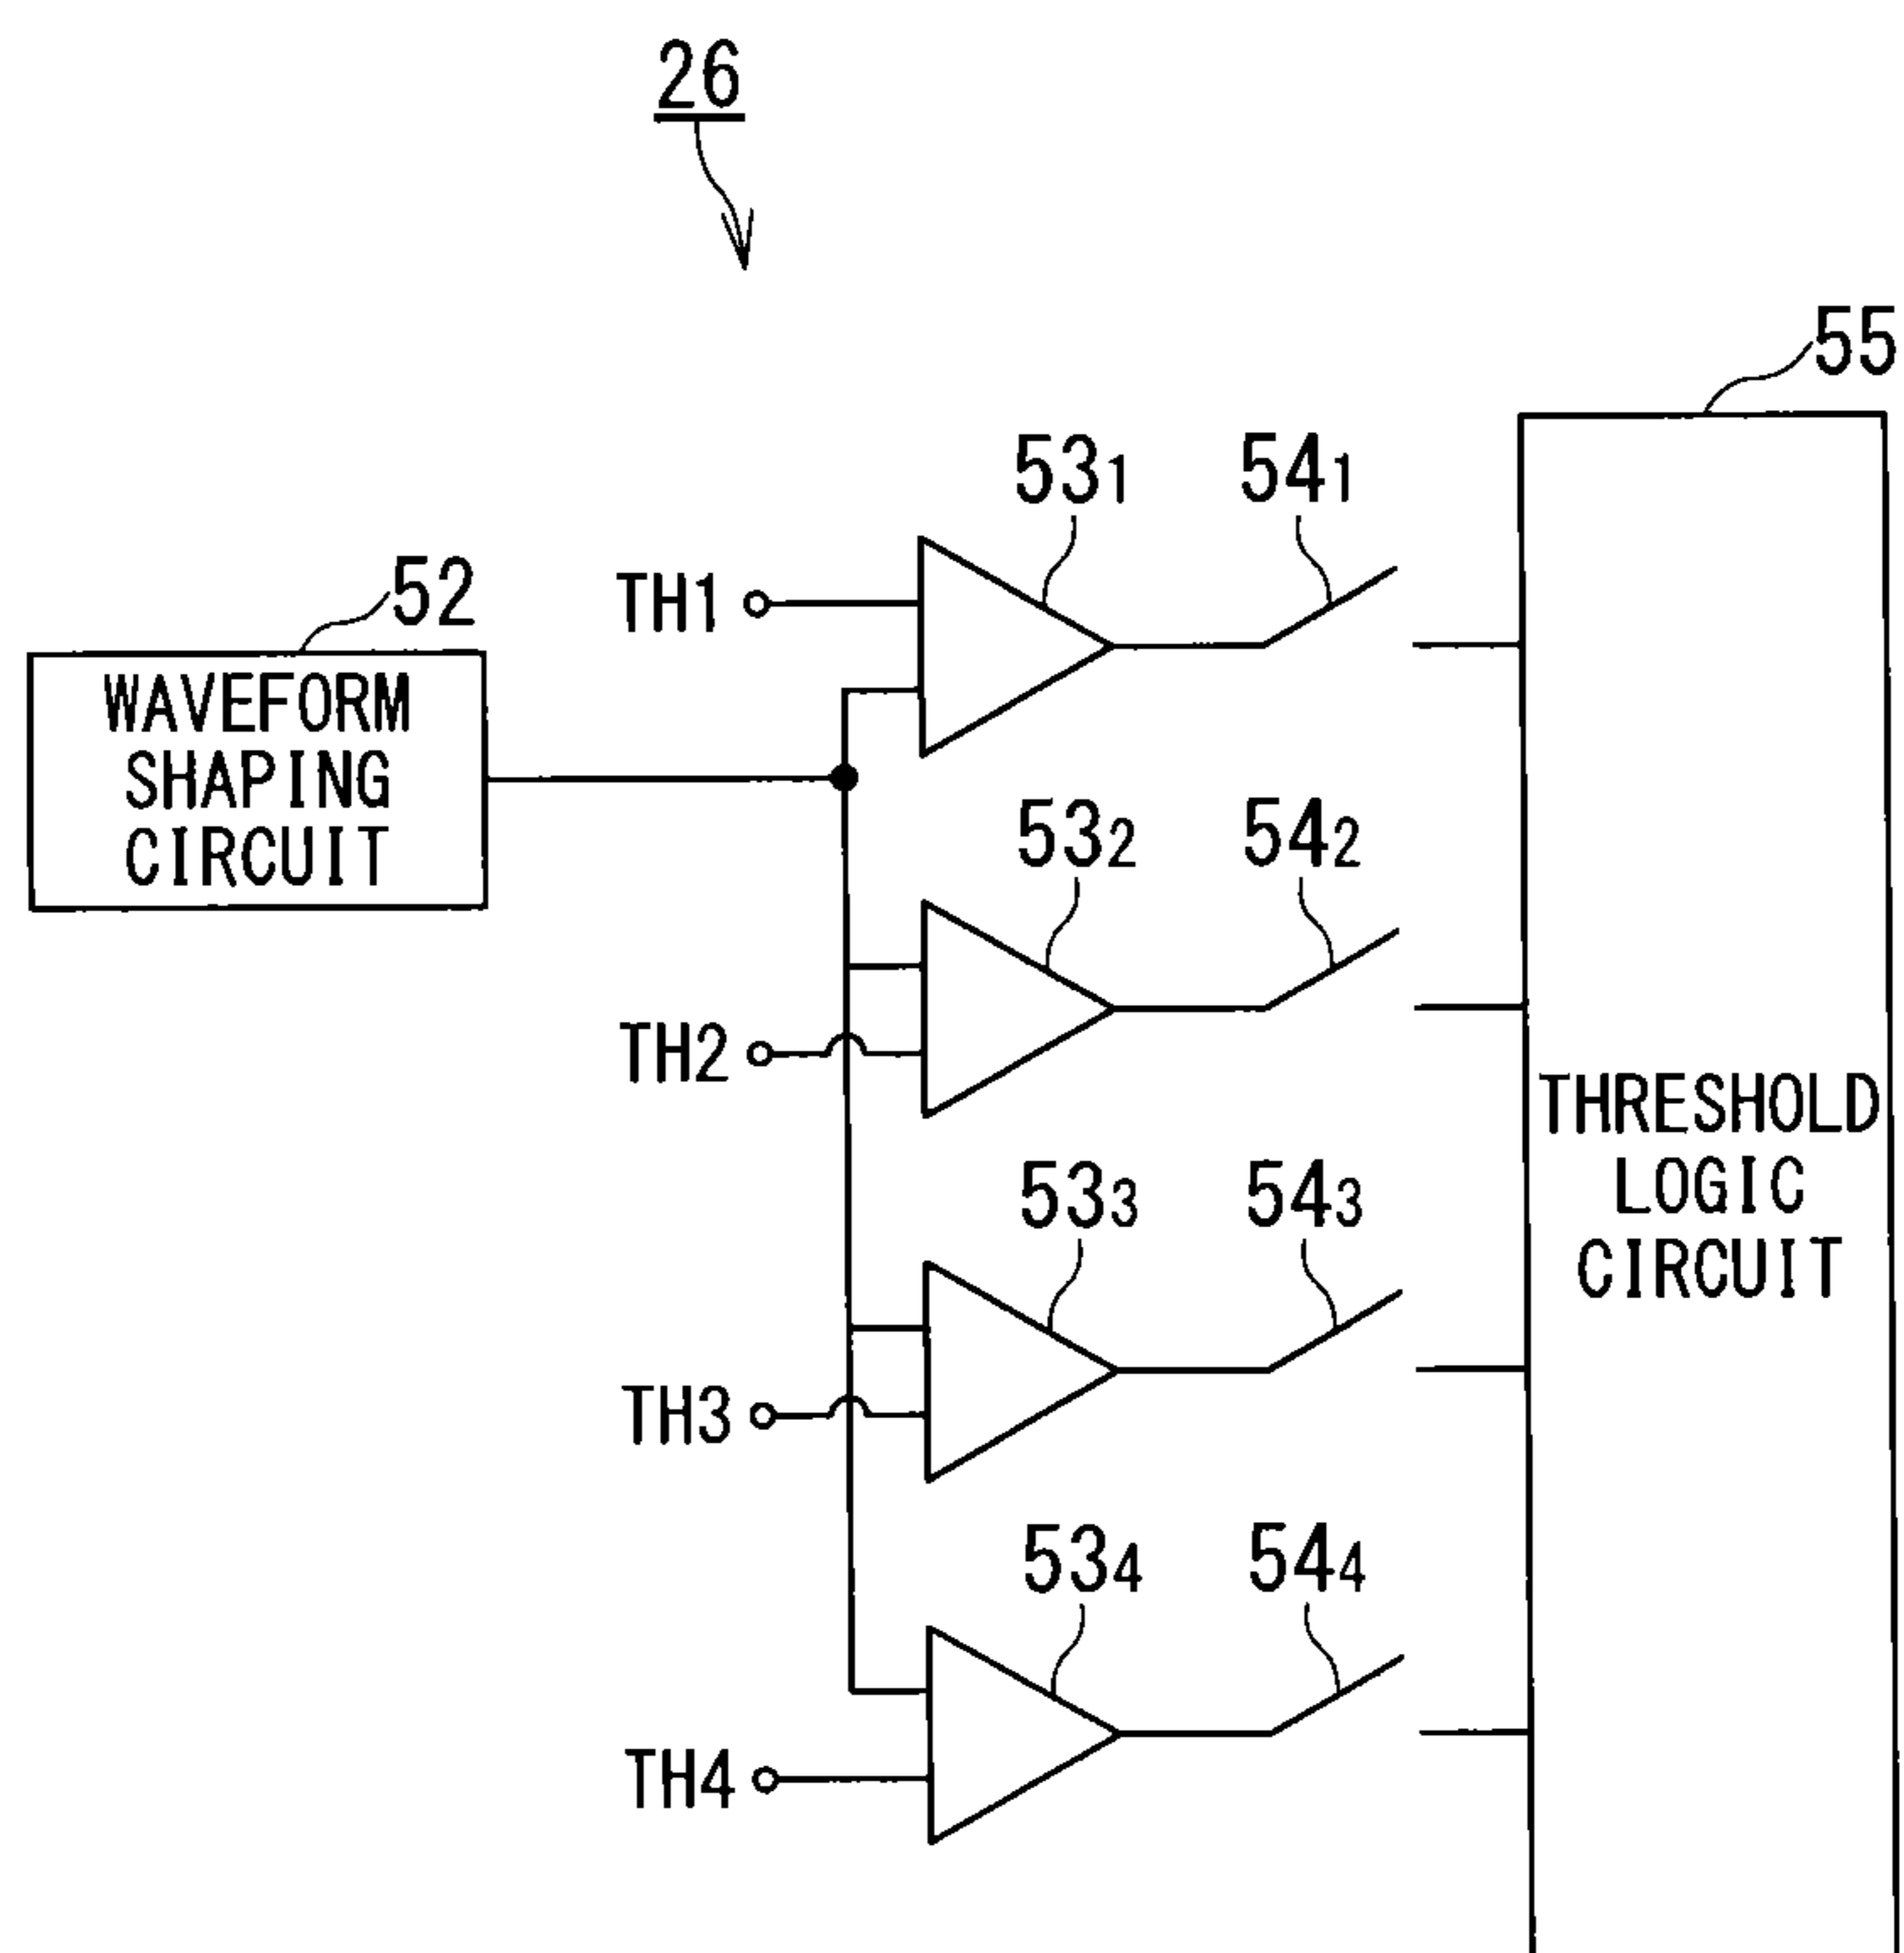 26
55
53₁
54₁
52
TH1
WAVEFORM
SHAPING
CIRCUIT
53₂
54₂
TH2
THRESHOLD
LOGIC
CIRCUIT
53₃
54₃
TH3
53₄
54₄
TH4